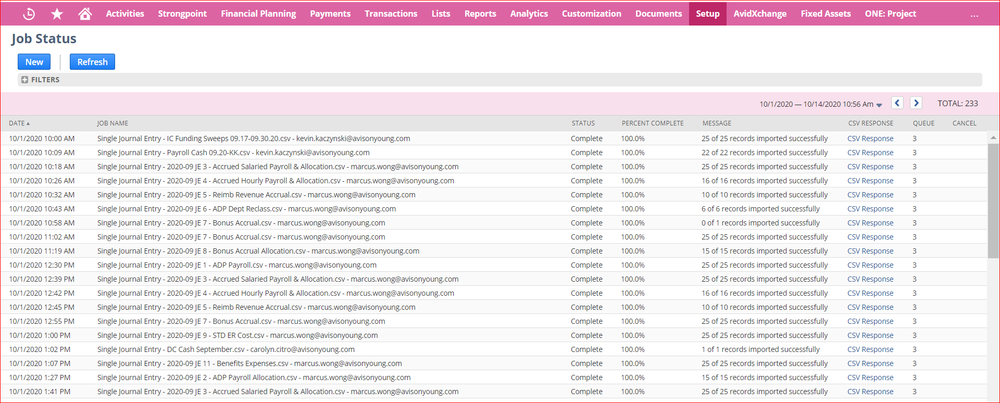 Activities Strongpoint Financial Planning Payments Transactions Lists Reports Analytics Customization Documents Setup AvidXchange Fixed Assets ONE: Project ...
Job Status
New Refresh
FILTERS
10/1/2020 — 10/14/2020 10:56 Am TOTAL: 233
DATE JOB NAME STATUS PERCENT COMPLETE MESSAGE CSV RESPONSE QUEUE CANCEL
10/1/2020 10:00 AM Single Journal Entry - IC Funding Sweeps 09.17-09.30.20.csv - kevin.kaczynski@avisonyoung.com Complete 100.0% 25 of 25 records imported successfully CSV Response 3
10/1/2020 10:09 AM Single Journal Entry - Payroll Cash 09.20-KK.csv - kevin.kaczynski@avisonyoung.com Complete 100.0% 22 of 22 records imported successfully CSV Response 3
10/1/2020 10:18 AM Single Journal Entry - 2020-09 JE 3 - Accrued Salaried Payroll & Allocation.csv - marcus.wong@avisonyoung.com Complete 100.0% 25 of 25 records imported successfully CSV Response 3
10/1/2020 10:26 AM Single Journal Entry - 2020-09 JE 4 - Accrued Hourly Payroll & Allocation.csv - marcus.wong@avisonyoung.com Complete 100.0% 16 of 16 records imported successfully CSV Response 3
10/1/2020 10:32 AM Single Journal Entry - 2020-09 JE 5 - Reimb Revenue Accrual.csv - marcus.wong@avisonyoung.com Complete 100.0% 10 of 10 records imported successfully CSV Response 3
10/1/2020 10:43 AM Single Journal Entry - 2020-09 JE 6 - ADP Dept Reclass.csv - marcus.wong@avisonyoung.com Complete 100.0% 6 of 6 records imported successfully CSV Response 3
10/1/2020 10:58 AM Single Journal Entry - 2020-09 JE 7 - Bonus Accrual.csv - marcus.wong@avisonyoung.com Complete 100.0% 0 of 1 records imported successfully CSV Response 3
10/1/2020 11:02 AM Single Journal Entry - 2020-09 JE 7 - Bonus Accrual.csv - marcus.wong@avisonyoung.com Complete 100.0% 25 of 25 records imported successfully CSV Response 3
10/1/2020 11:19 AM Single Journal Entry - 2020-09 JE 8 - Bonus Accrual Allocation.csv - marcus.wong@avisonyoung.com Complete 100.0% 15 of 15 records imported successfully CSV Response 3
10/1/2020 12:30 PM Single Journal Entry - 2020-09 JE 1 - ADP Payroll.csv - marcus.wong@avisonyoung.com Complete 100.0% 25 of 25 records imported successfully CSV Response 3
10/1/2020 12:39 PM Single Journal Entry - 2020-09 JE 3 - Accrued Salaried Payroll & Allocation.csv - marcus.wong@avisonyoung.com Complete 100.0% 25 of 25 records imported successfully CSV Response 3
10/1/2020 12:42 PM Single Journal Entry - 2020-09 JE 4 - Accrued Hourly Payroll & Allocation.csv - marcus.wong@avisonyoung.com Complete 100.0% 16 of 16 records imported successfully CSV Response 3
10/1/2020 12:45 PM Single Journal Entry - 2020-09 JE 5 - Reimb Revenue Accrual.csv - marcus.wong@avisonyoung.com Complete 100.0% 10 of 10 records imported successfully CSV Response 3
10/1/2020 12:55 PM Single Journal Entry - 2020-09 JE 7 - Bonus Accrual.csv - marcus.wong@avisonyoung.com Complete 100.0% 25 of 25 records imported successfully CSV Response 3
10/1/2020 1:00 PM Single Journal Entry - 2020-09 JE 9 - STD ER Cost.csv - marcus.wong@avisonyoung.com Complete 100.0% 25 of 25 records imported successfully CSV Response 3
10/1/2020 1:02 PM Single Journal Entry - DC Cash September.csv - carolyn.citro@avisonyoung.com Complete 100.0% 1 of 1 records imported successfully CSV Response 3
10/1/2020 1:07 PM Single Journal Entry - 2020-09 JE 11 - Benefits Expenses.csv - marcus.wong@avisonyoung.com Complete 100.0% 25 of 25 records imported successfully CSV Response 3
10/1/2020 1:27 PM Single Journal Entry - 2020-09 JE 2 - ADP Payroll Allocation.csv - marcus.wong@avisonyoung.com Complete 100.0% 15 of 15 records imported successfully CSV Response 3
10/1/2020 1:41 PM Single Journal Entry - 2020-09 JE 3 - Accrued Salaried Payroll & Allocation.csv - marcus.wong@avisonyoung.com Complete 100.0% 25 of 25 records imported successfully CSV Response 3